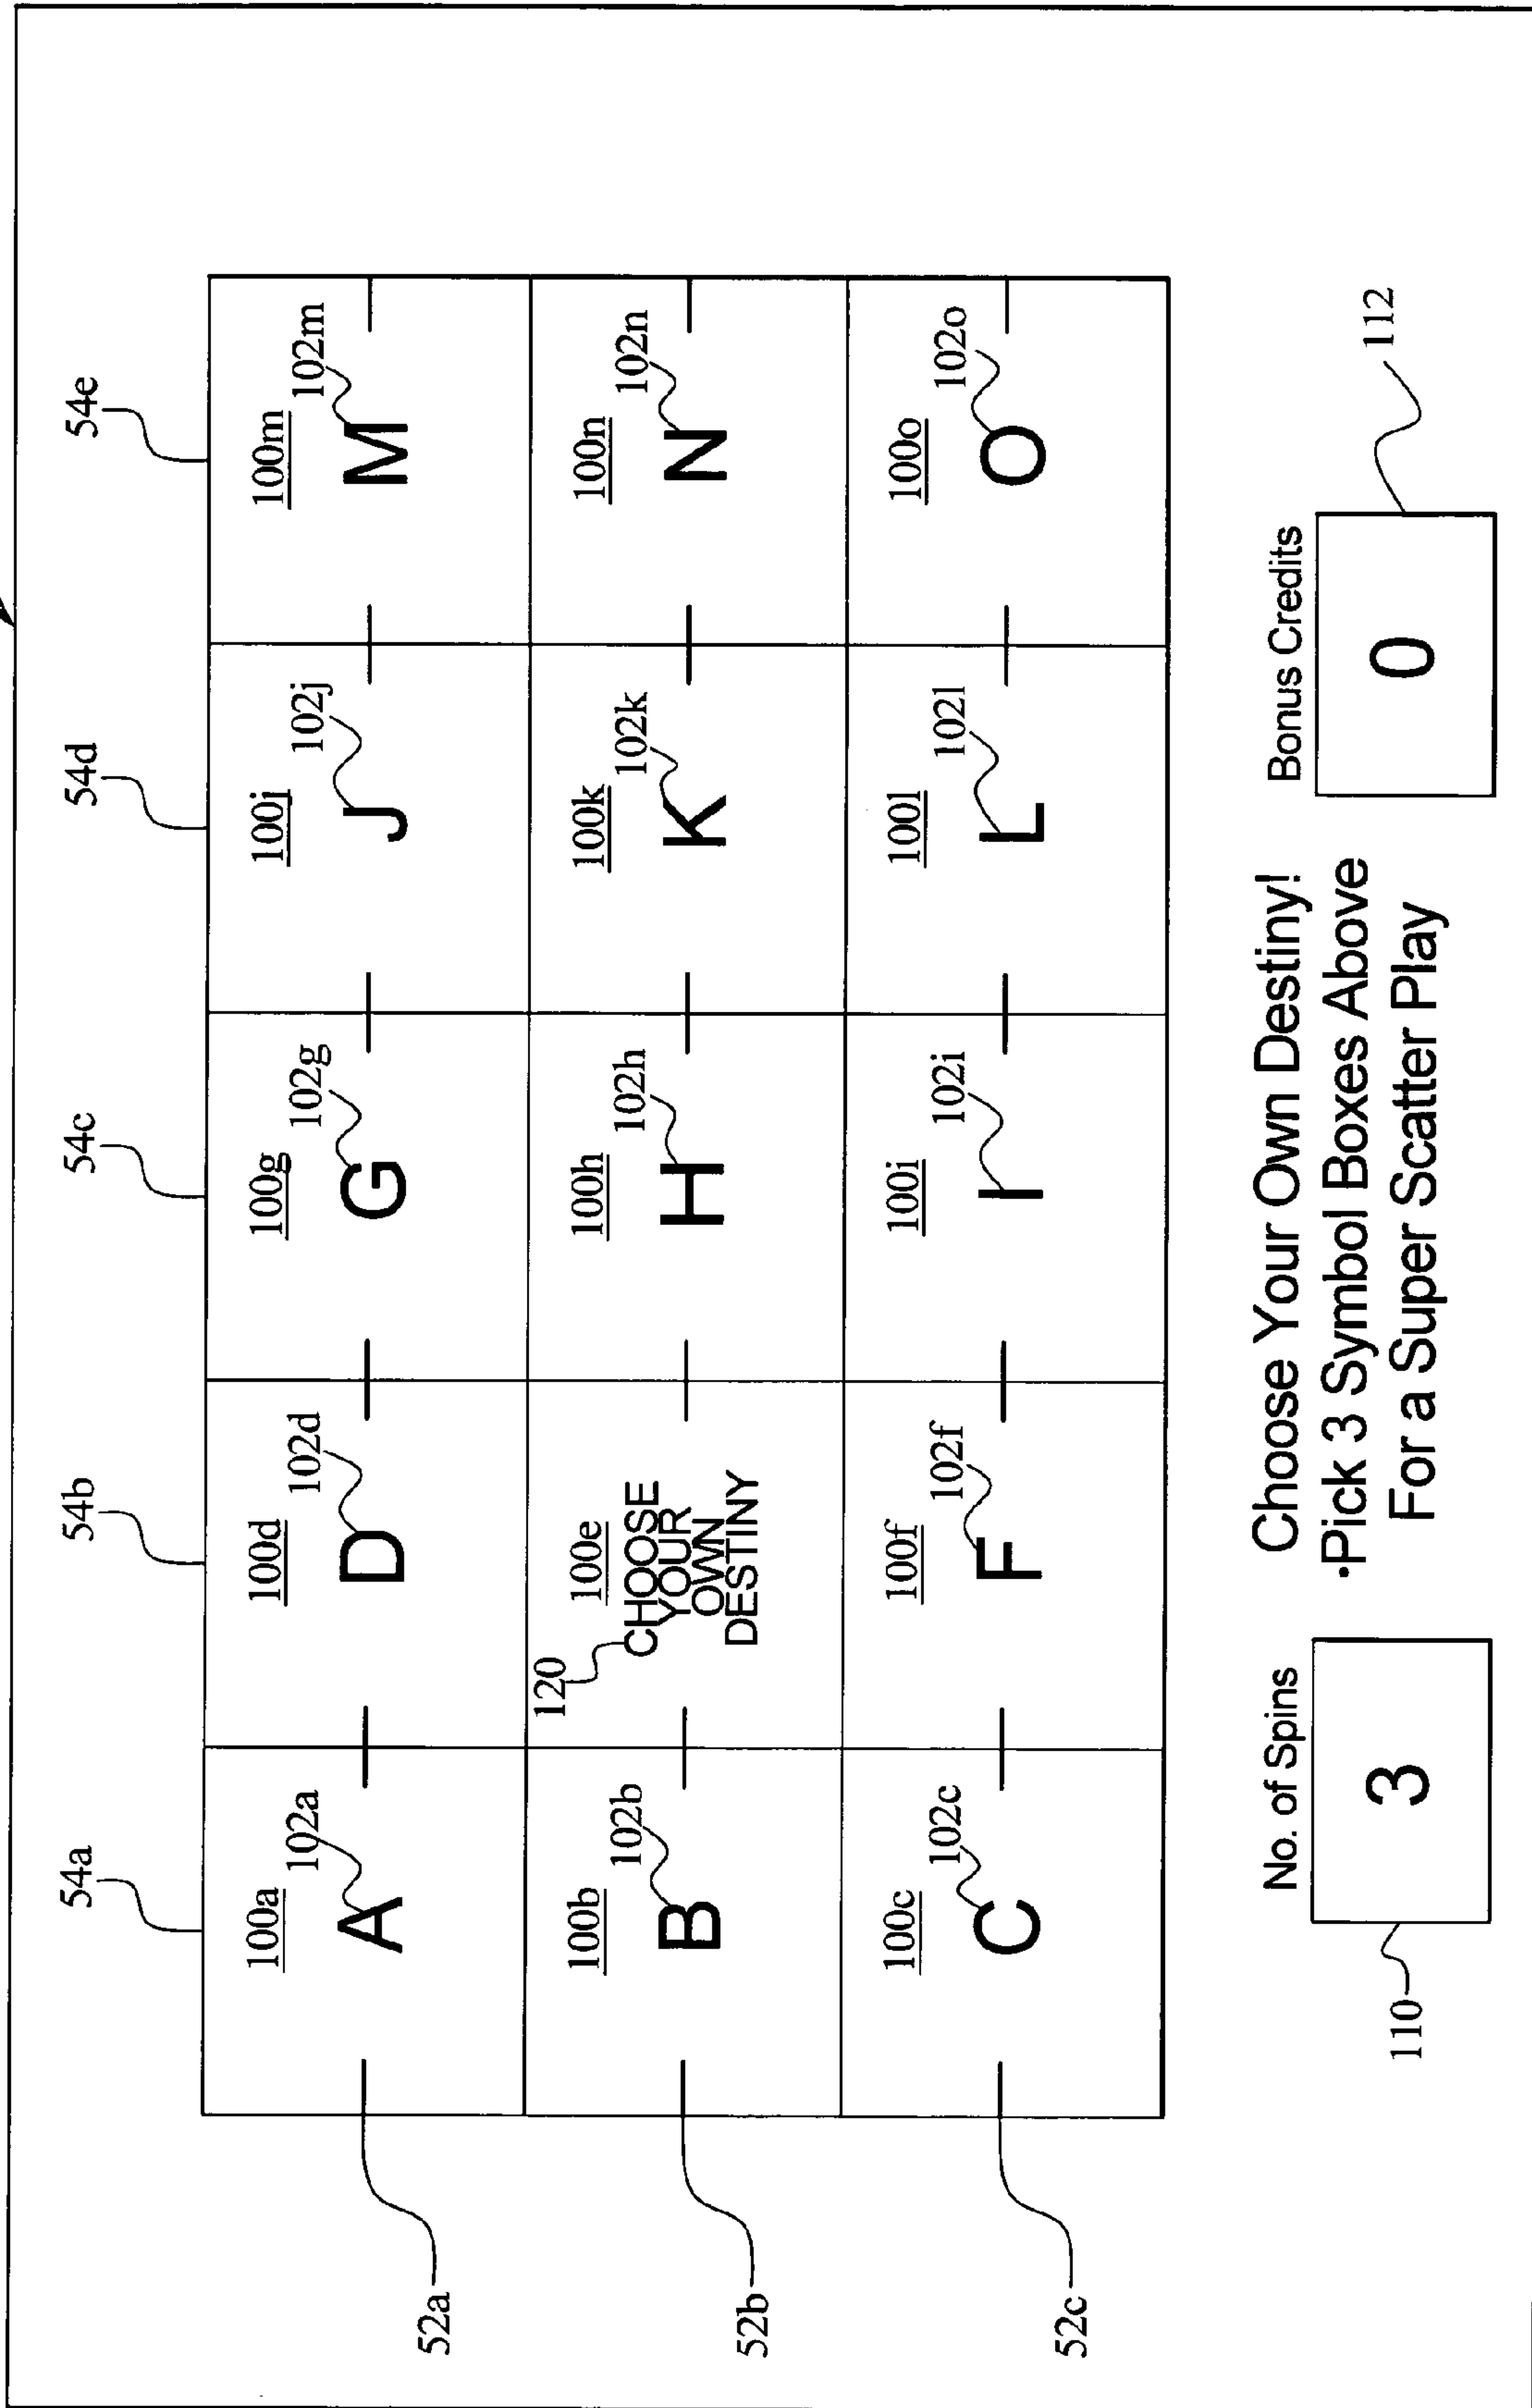 54a 54b 54c 54d 54e
100a 100d 100g 100j 100m
102a 102d 102g 102j 102m
52a A D G J M
100b 100e 100h 100k 100n
120
102b 102h 102k 102n
52b B CHOOSE H K N
YOUR
OWN
DESTINY
100c 100f 100i 100l 100o
102c 102f 102i 102l 102o
52c C F I L O
No. of Spins
110 3
Choose Your Own Destiny!
•Pick 3 Symbol Boxes Above
For a Super Scatter Play
Bonus Credits
0 112